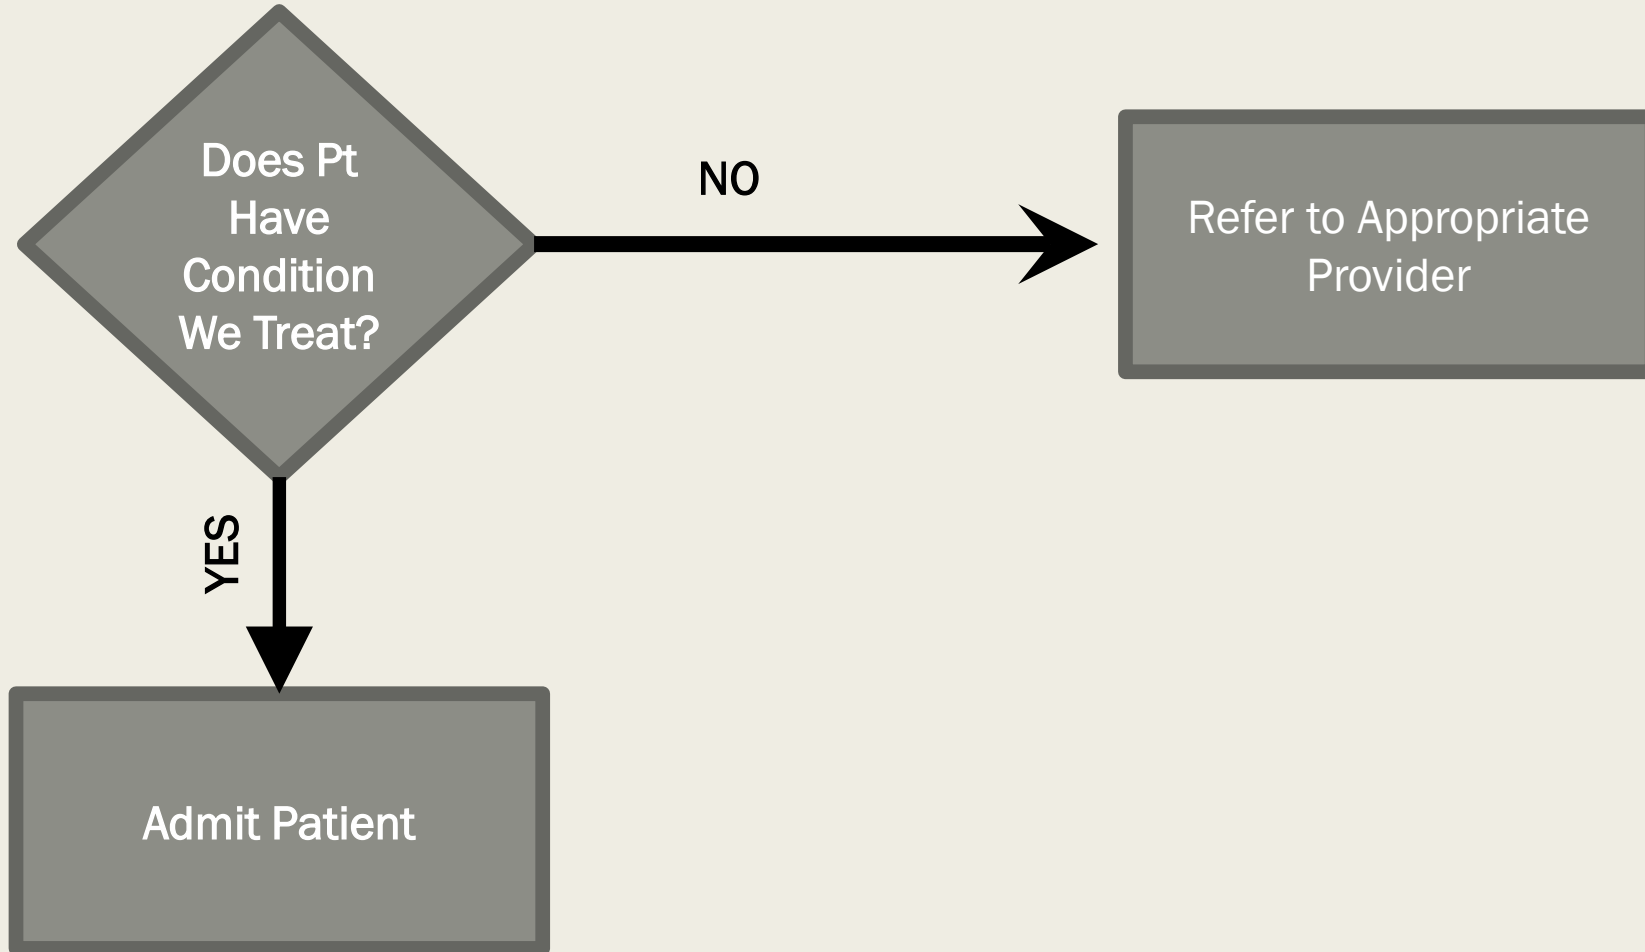 Does Pt
Have
Condition
We Treat?
NO
Refer to Appropriate
Provider
YES
Admit Patient